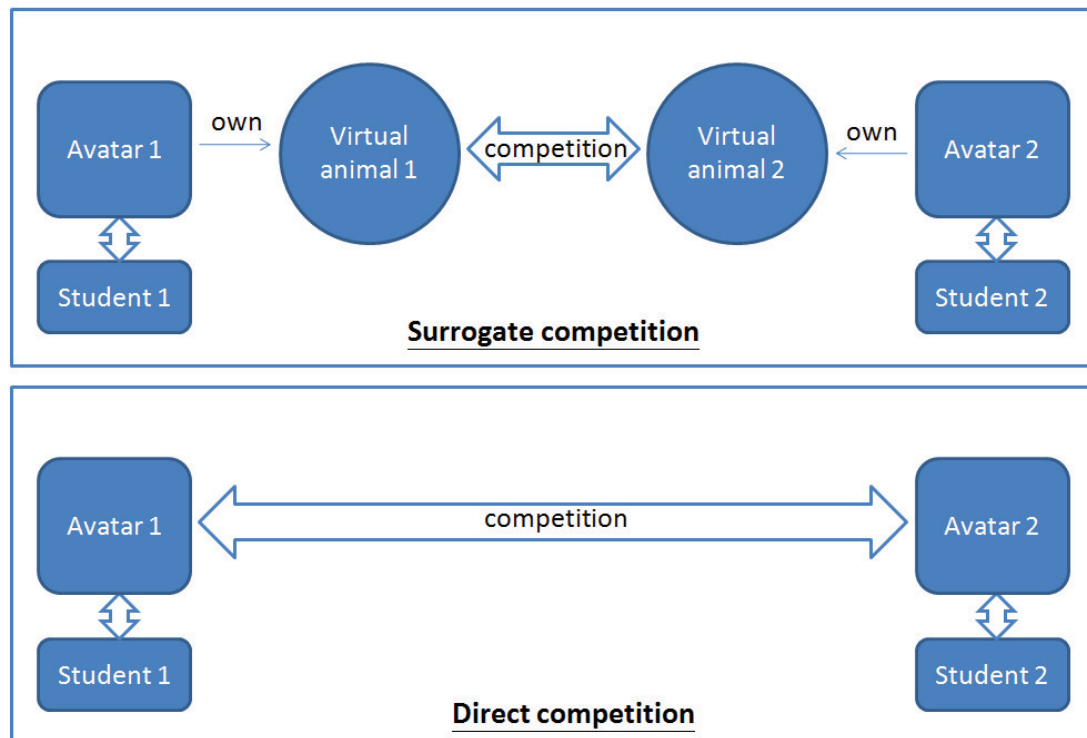 own
own
Avatar 1
Virtual
animal 1
competition
Virtual
animal 2
Avatar 2
Student 1
Student 2
Surrogate competition
Avatar 1
competition
Avatar 2
Student 1
Student 2
Direct competition